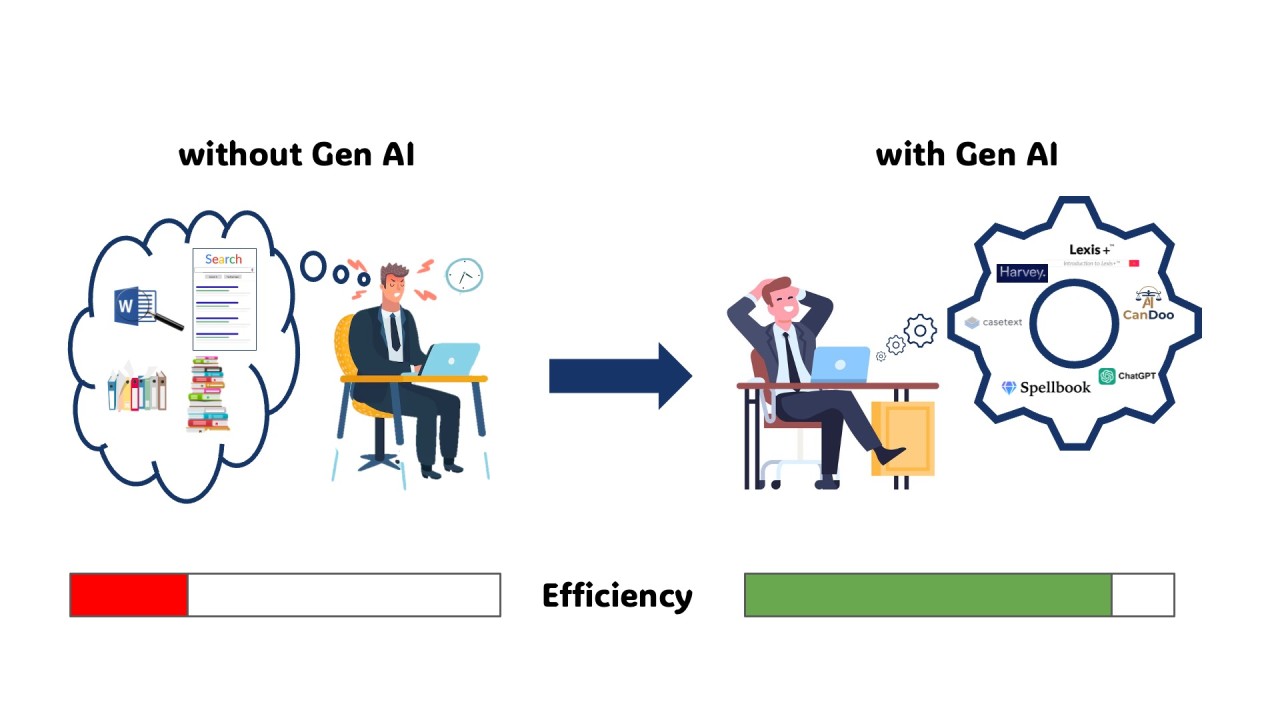 without Gen AI
with Gen AI
Search
W
Lexis+™
Introduction to Lexis+™
Harvey.
AI
CanDoo
casetext
ChatGPT
Spellbook
Efficiency